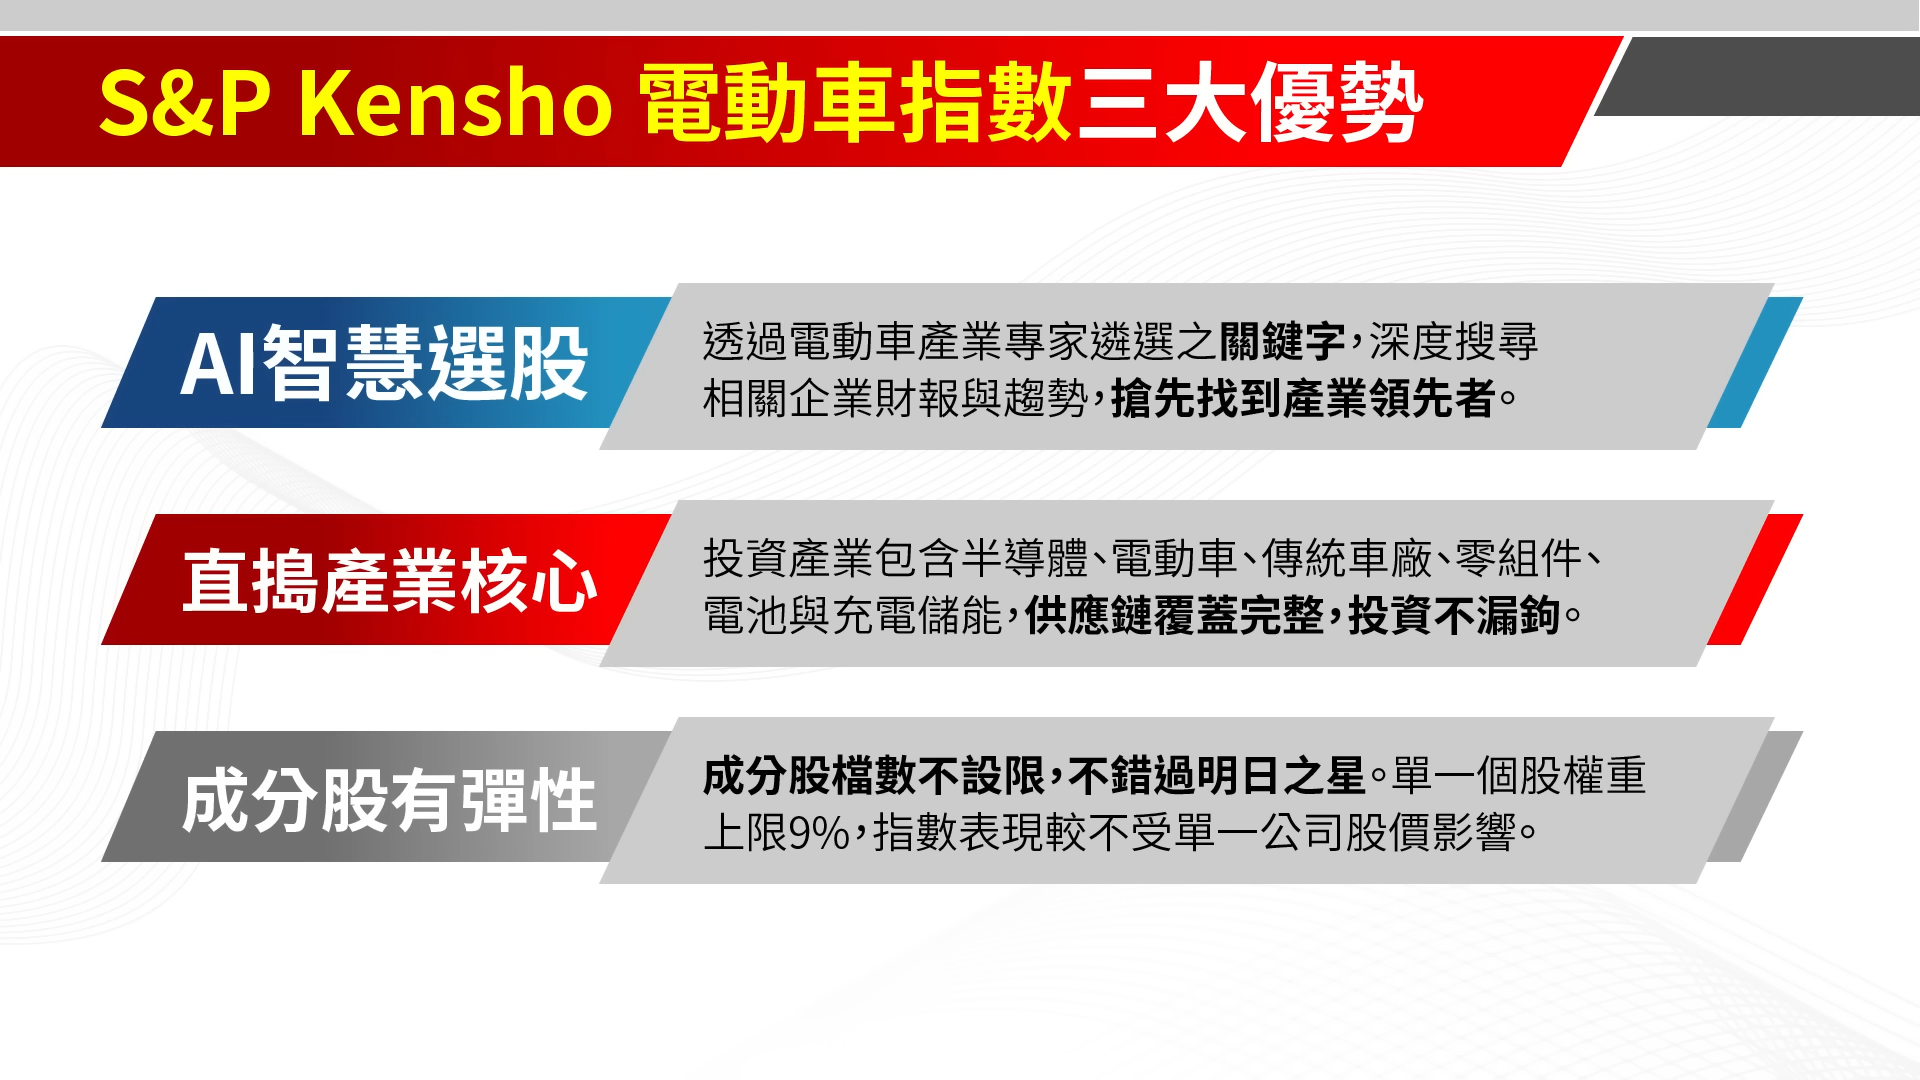 S&P Kensho 電動車指數三大優勢
AI智慧選股
透過電動車產業專家遴選之關鍵字，深度搜尋
相關企業財報與趨勢，搶先找到產業領先者。
直搗產業核心
投資產業包含半導體、電動車、傳統車廠、零組件、
電池與充電儲能，供應鏈覆蓋完整，投資不漏鉤。
成分股有彈性
成分股檔數不設限，不錯過明日之星。單一個股權重
上限9%，指數表現較不受單一公司股價影響。